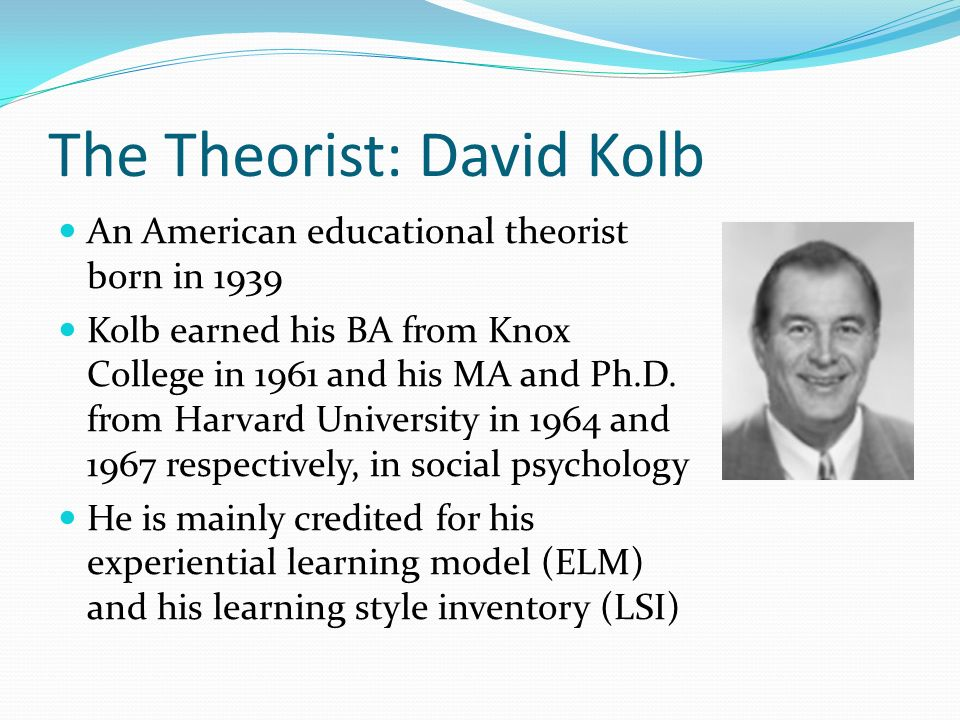 The Theorist: David Kolb
An American educational theorist
born in 1939
Kolb earned his BA from Knox
College in 1961 and his MA and Ph.D.
from Harvard University in 1964 and
1967 respectively, in social psychology
He is mainly credited for his
experiential learning model (ELM)
and his learning style inventory (LSI)